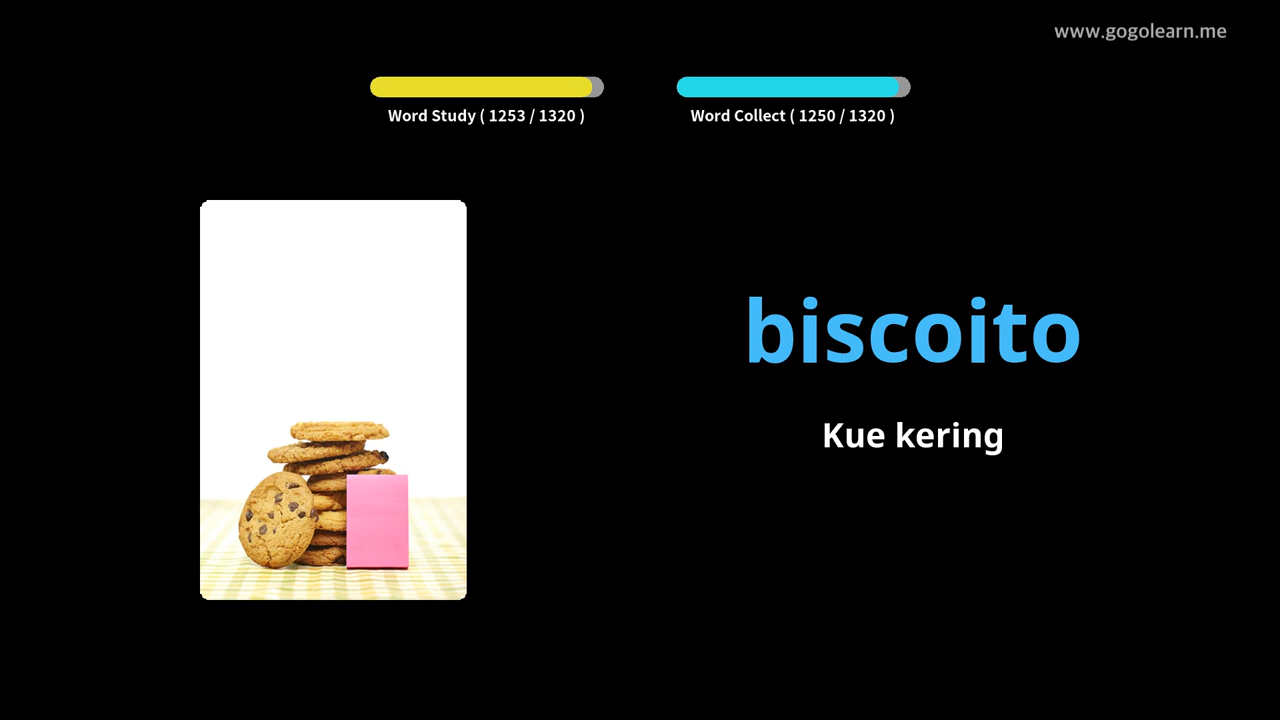 www.gogolearn.me
Word Study ( 1253 / 1320 )
Word Collect ( 1250 / 1320 )
biscoito
Kue kering